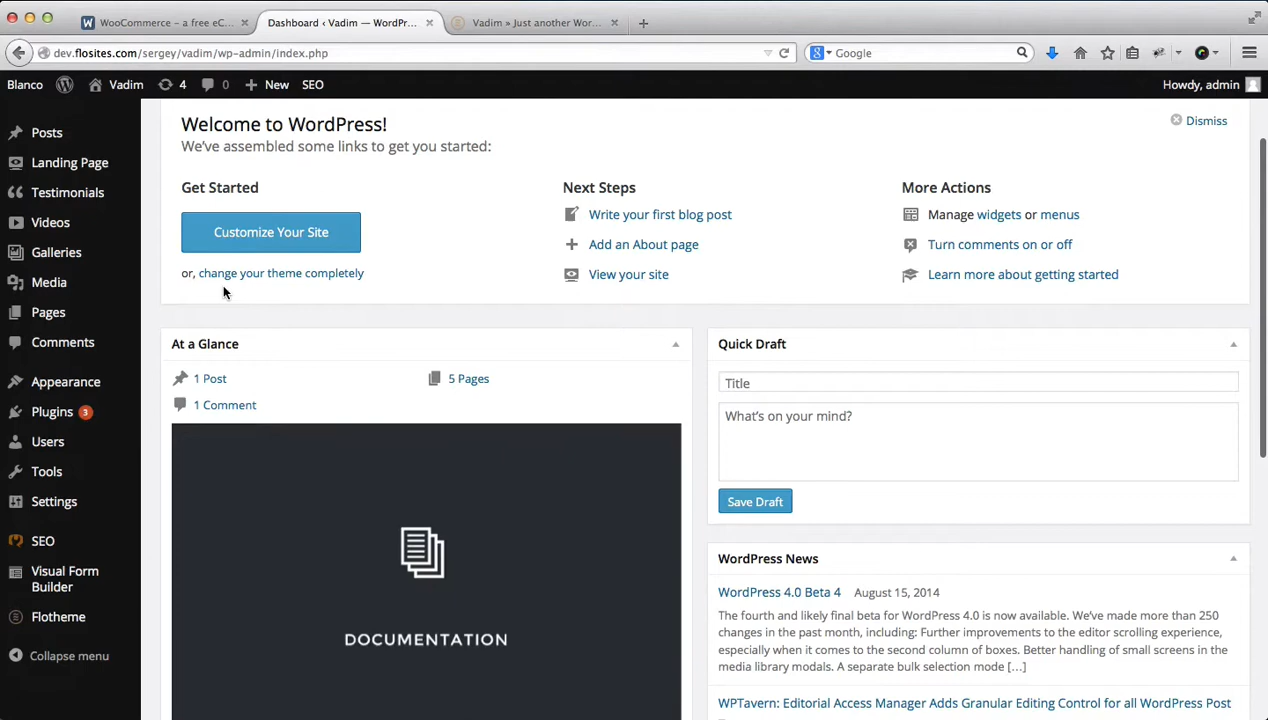 WooCommerce – a free eC...
Dashboard ‹ Vadim — WordPr...
Vadim » Just another Wor...
dev.flosites.com/sergey/vadim/wp-admin/index.php
Google
Blanco
Vadim
4
0
New
SEO
Howdy, admin
Posts
Landing Page
Testimonials
Videos
Galleries
Media
Pages
Comments
Appearance
Plugins 3
Users
Tools
Settings
SEO
Visual Form
Builder
Flotheme
Collapse menu
Welcome to WordPress!
Dismiss
We've assembled some links to get you started:
Get Started
Customize Your Site
or, change your theme completely
Next Steps
Write your first blog post
Add an About page
View your site
More Actions
Manage widgets or menus
Turn comments on or off
Learn more about getting started
At a Glance
1 Post
5 Pages
1 Comment
DOCUMENTATION
Quick Draft
Title
What's on your mind?
Save Draft
WordPress News
WordPress 4.0 Beta 4 August 15, 2014
The fourth and likely final beta for WordPress 4.0 is now available. We've made more than 250
changes in the past month, including: Further improvements to the editor scrolling experience,
especially when it comes to the second column of boxes. Better handling of small screens in the
media library modals. A separate bulk selection mode […]
WPTavern: Editorial Access Manager Adds Granular Editing Control for all WordPress Post